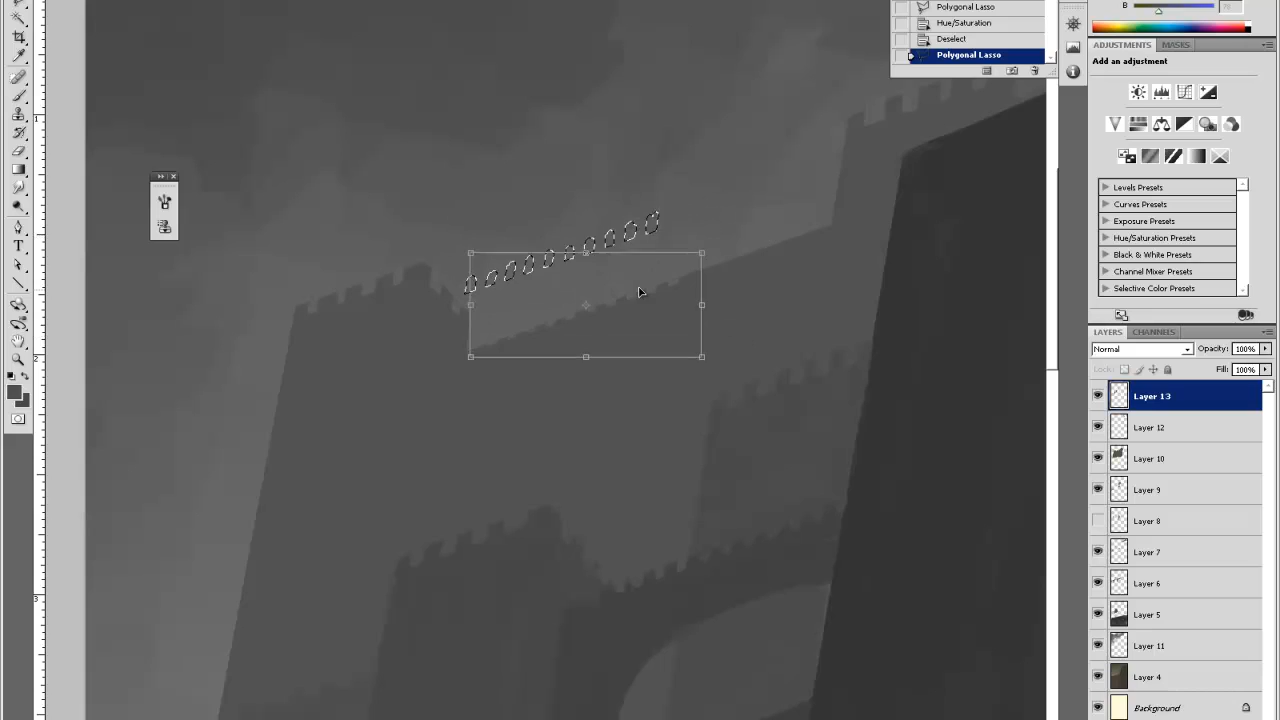 Polygonal Lasso
B
Hue/Saturation
Deselect
ADJUSTMENTS MASKS
Polygonal Lasso
Add an adjustment
1
Levels Presets
Curves Presets
Exposure Presets
Hue/Saturation Presets
Black & White Presets
Channel Mixer Presets
Selective Color Presets
T
LAYERS CHANNELS
Normal Opacity: 100%
2
Lock: Fill: 100%
Layer 13
Layer 12
Layer 10
Layer 9
Layer 8
Layer 7
Layer 6
3
Layer 5
Layer 11
Layer 4
Background